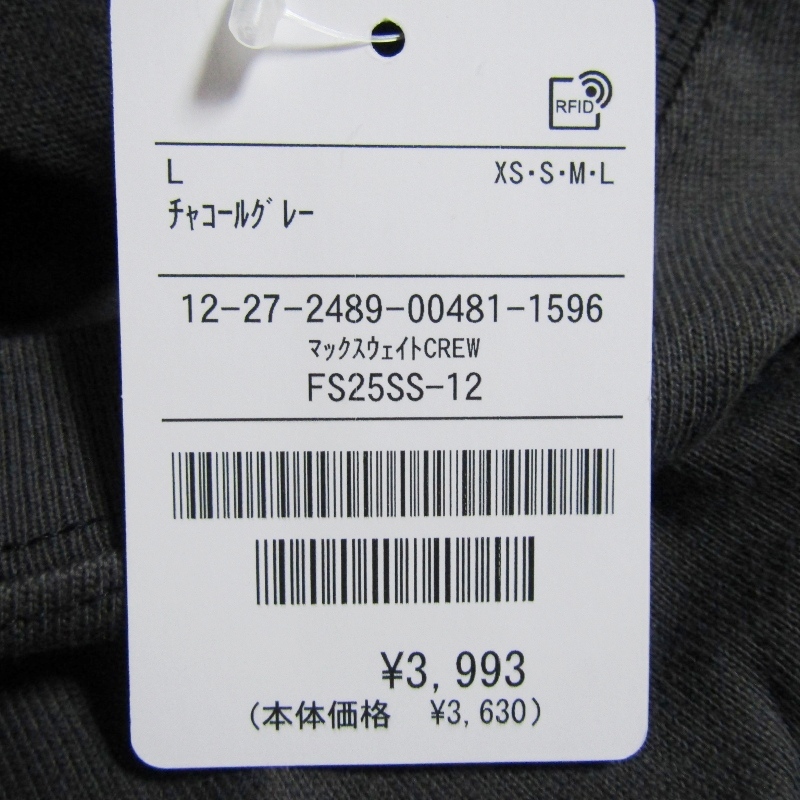 RFID
L XS・S・M・L
ﾁｬｺｰﾙｸﾞﾚｰ
12-27-2489-00481-1596
ﾏｯｸｽｳｪｲﾄCREW
FS25SS-12
¥3,993
(本体価格 ¥3,630)